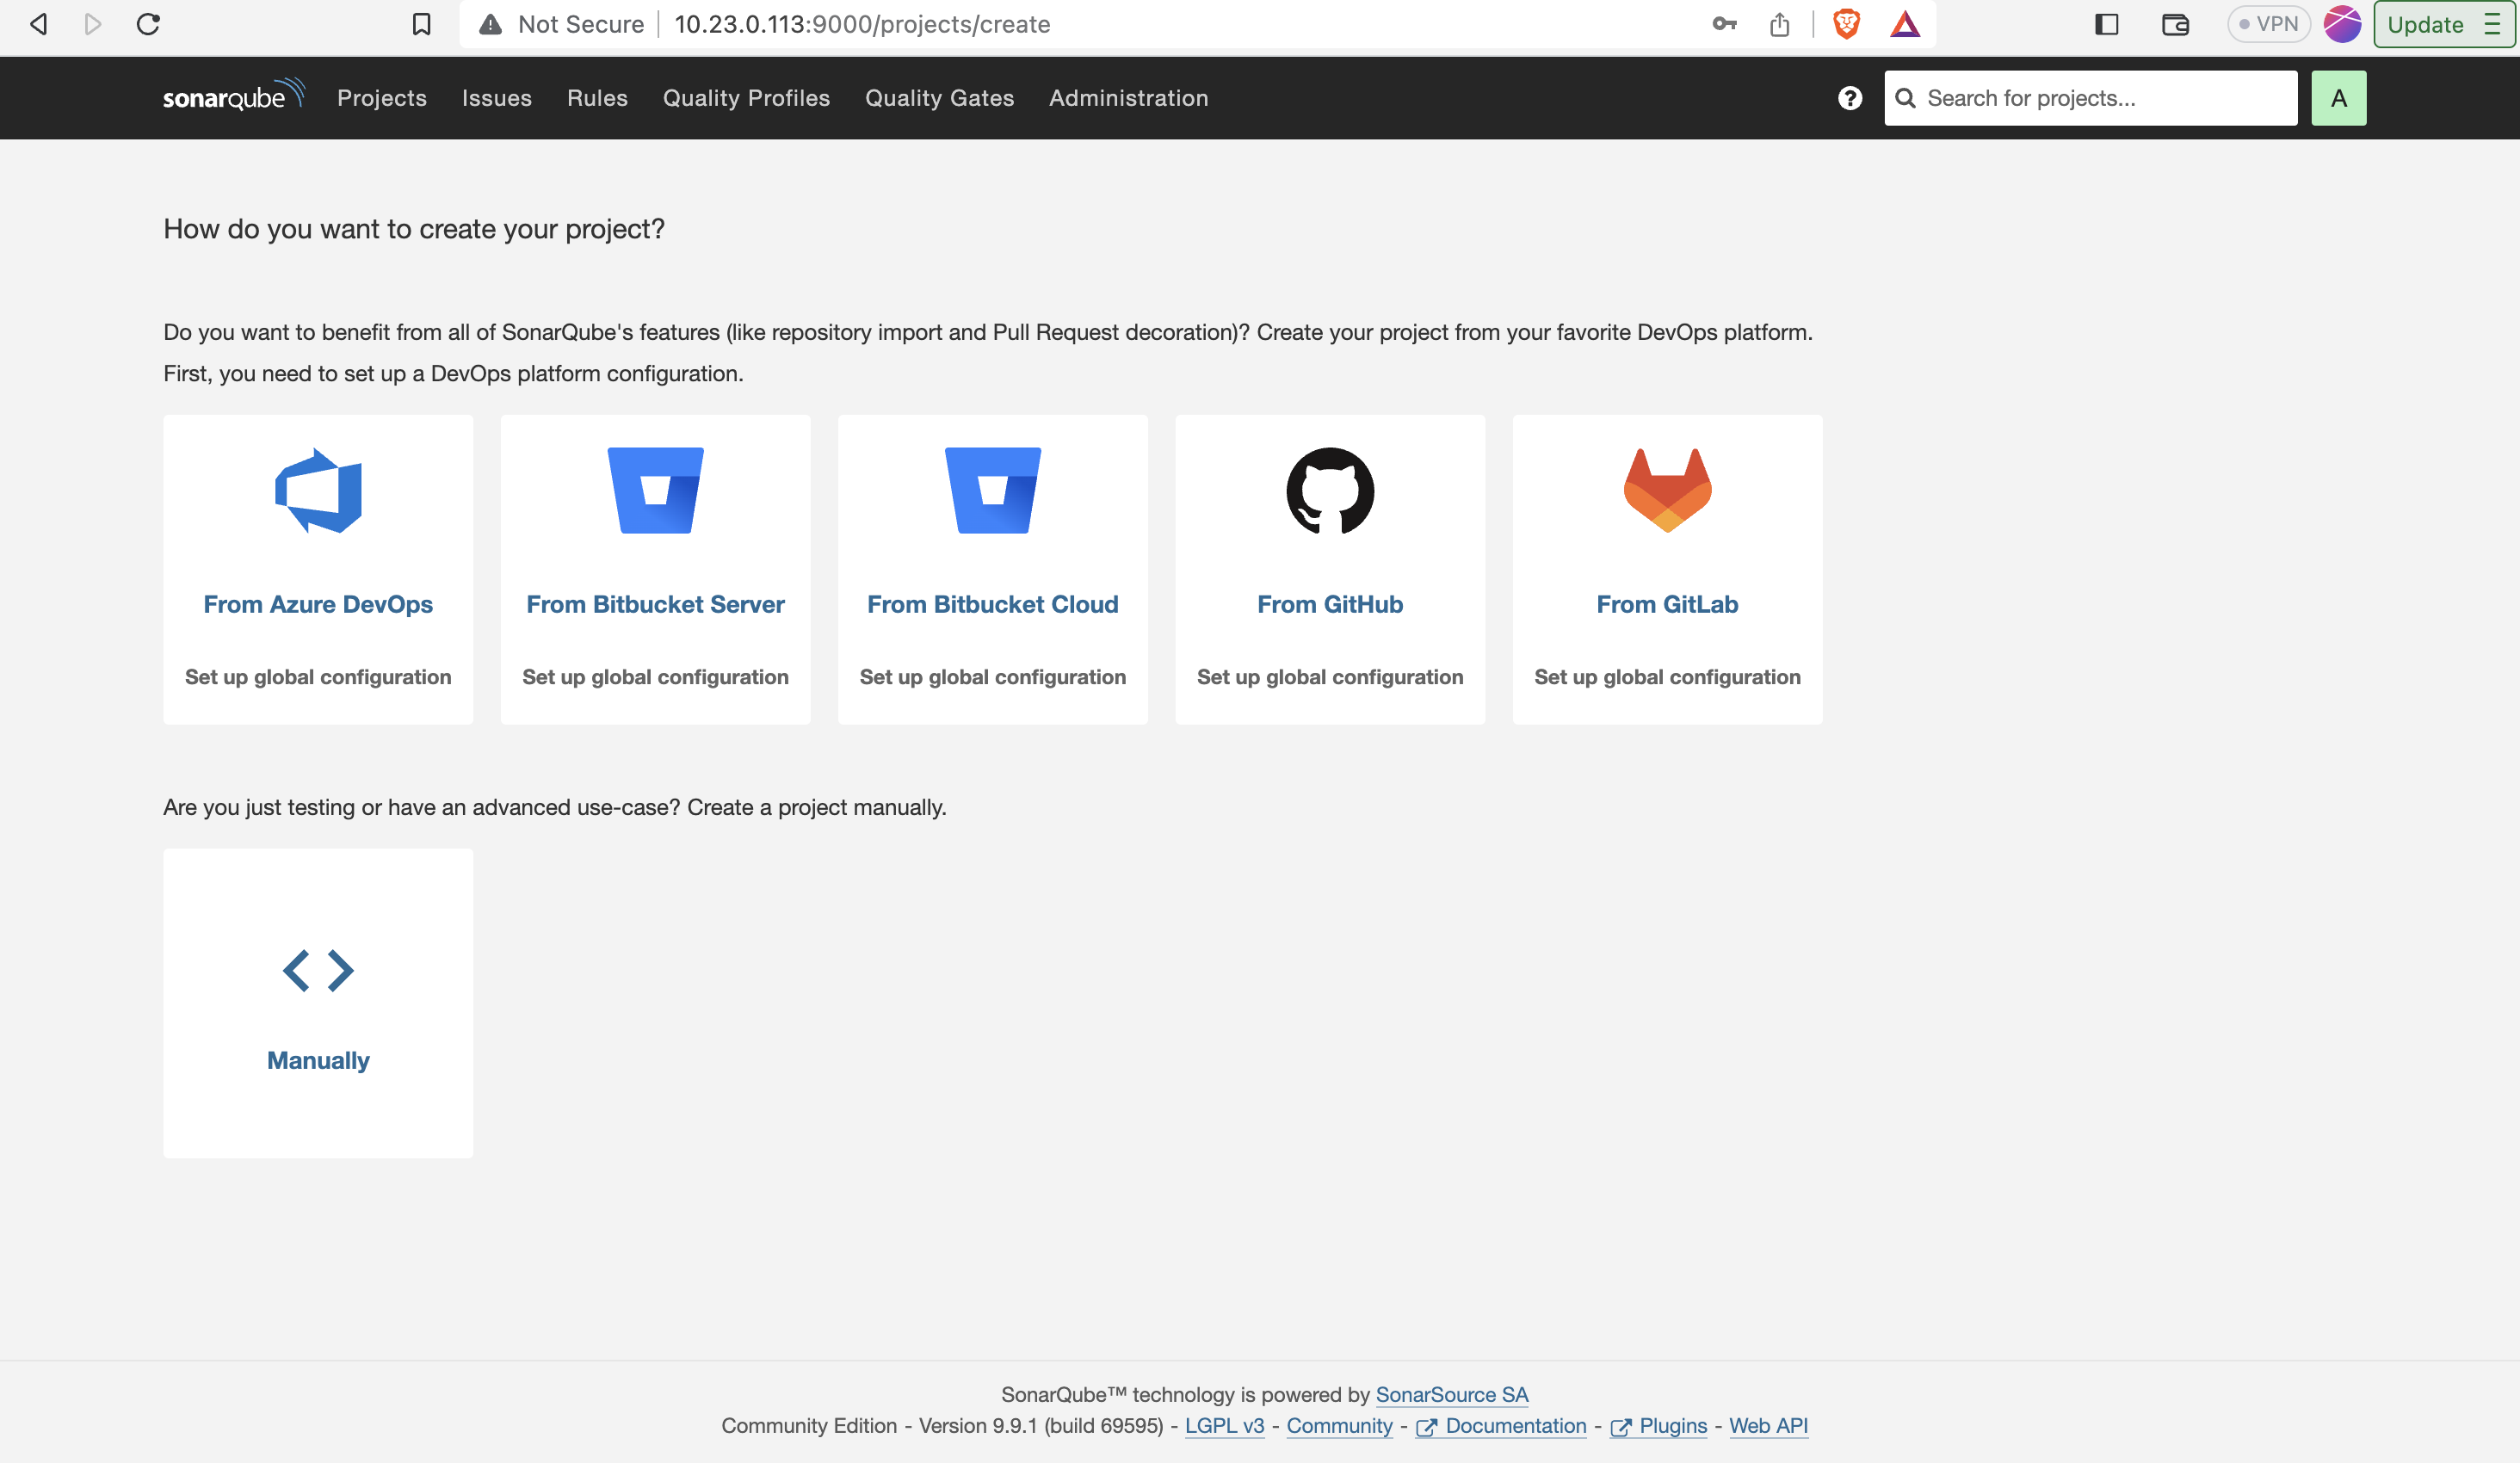 Not Secure 10.23.0.113:9000/projects/create VPN Update
sonarqube Projects Issues Rules Quality Profiles Quality Gates Administration Search for projects... A
How do you want to create your project?
Do you want to benefit from all of SonarQube's features (like repository import and Pull Request decoration)? Create your project from your favorite DevOps platform.
First, you need to set up a DevOps platform configuration.
From Azure DevOps From Bitbucket Server From Bitbucket Cloud From GitHub From GitLab
Set up global configuration Set up global configuration Set up global configuration Set up global configuration Set up global configuration
Are you just testing or have an advanced use-case? Create a project manually.
Manually
SonarQube™ technology is powered by SonarSource SA
Community Edition - Version 9.9.1 (build 69595) - LGPL v3 - Community - Documentation - Plugins - Web API